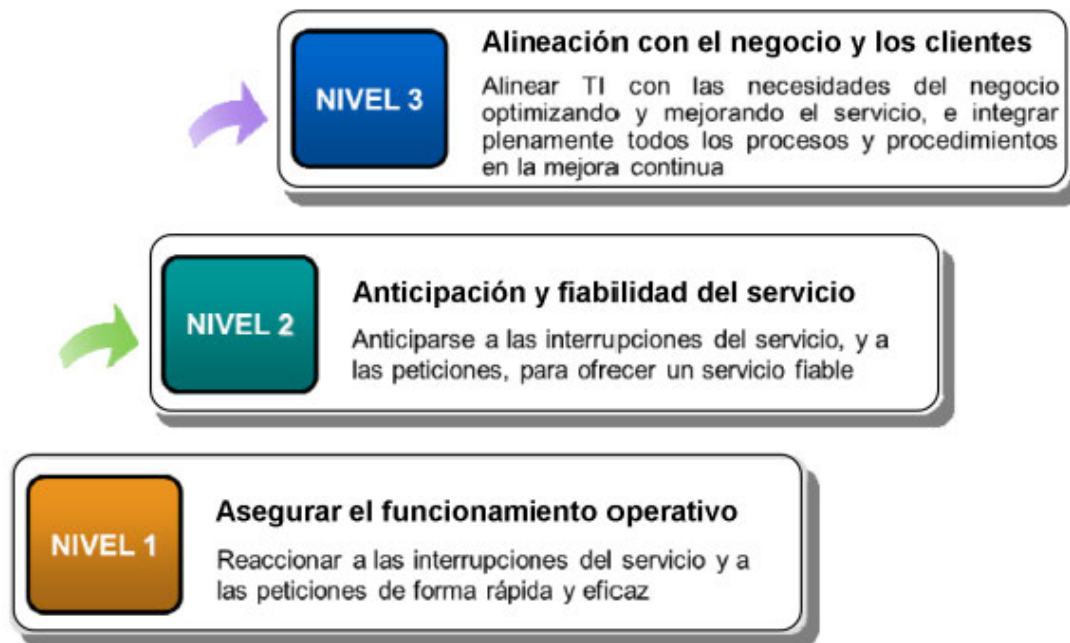 NIVEL 3
Alineación con el negocio y los clientes
Alinear TI con las necesidades del negocio
optimizando y mejorando el servicio, e integrar
plenamente todos los procesos y procedimientos
en la mejora continua
NIVEL 2
Anticipación y fiabilidad del servicio
Anticiparse a las interrupciones del servicio, y a
las peticiones, para ofrecer un servicio fiable
NIVEL 1
Asegurar el funcionamiento operativo
Reaccionar a las interrupciones del servicio y a
las peticiones de forma rápida y eficaz